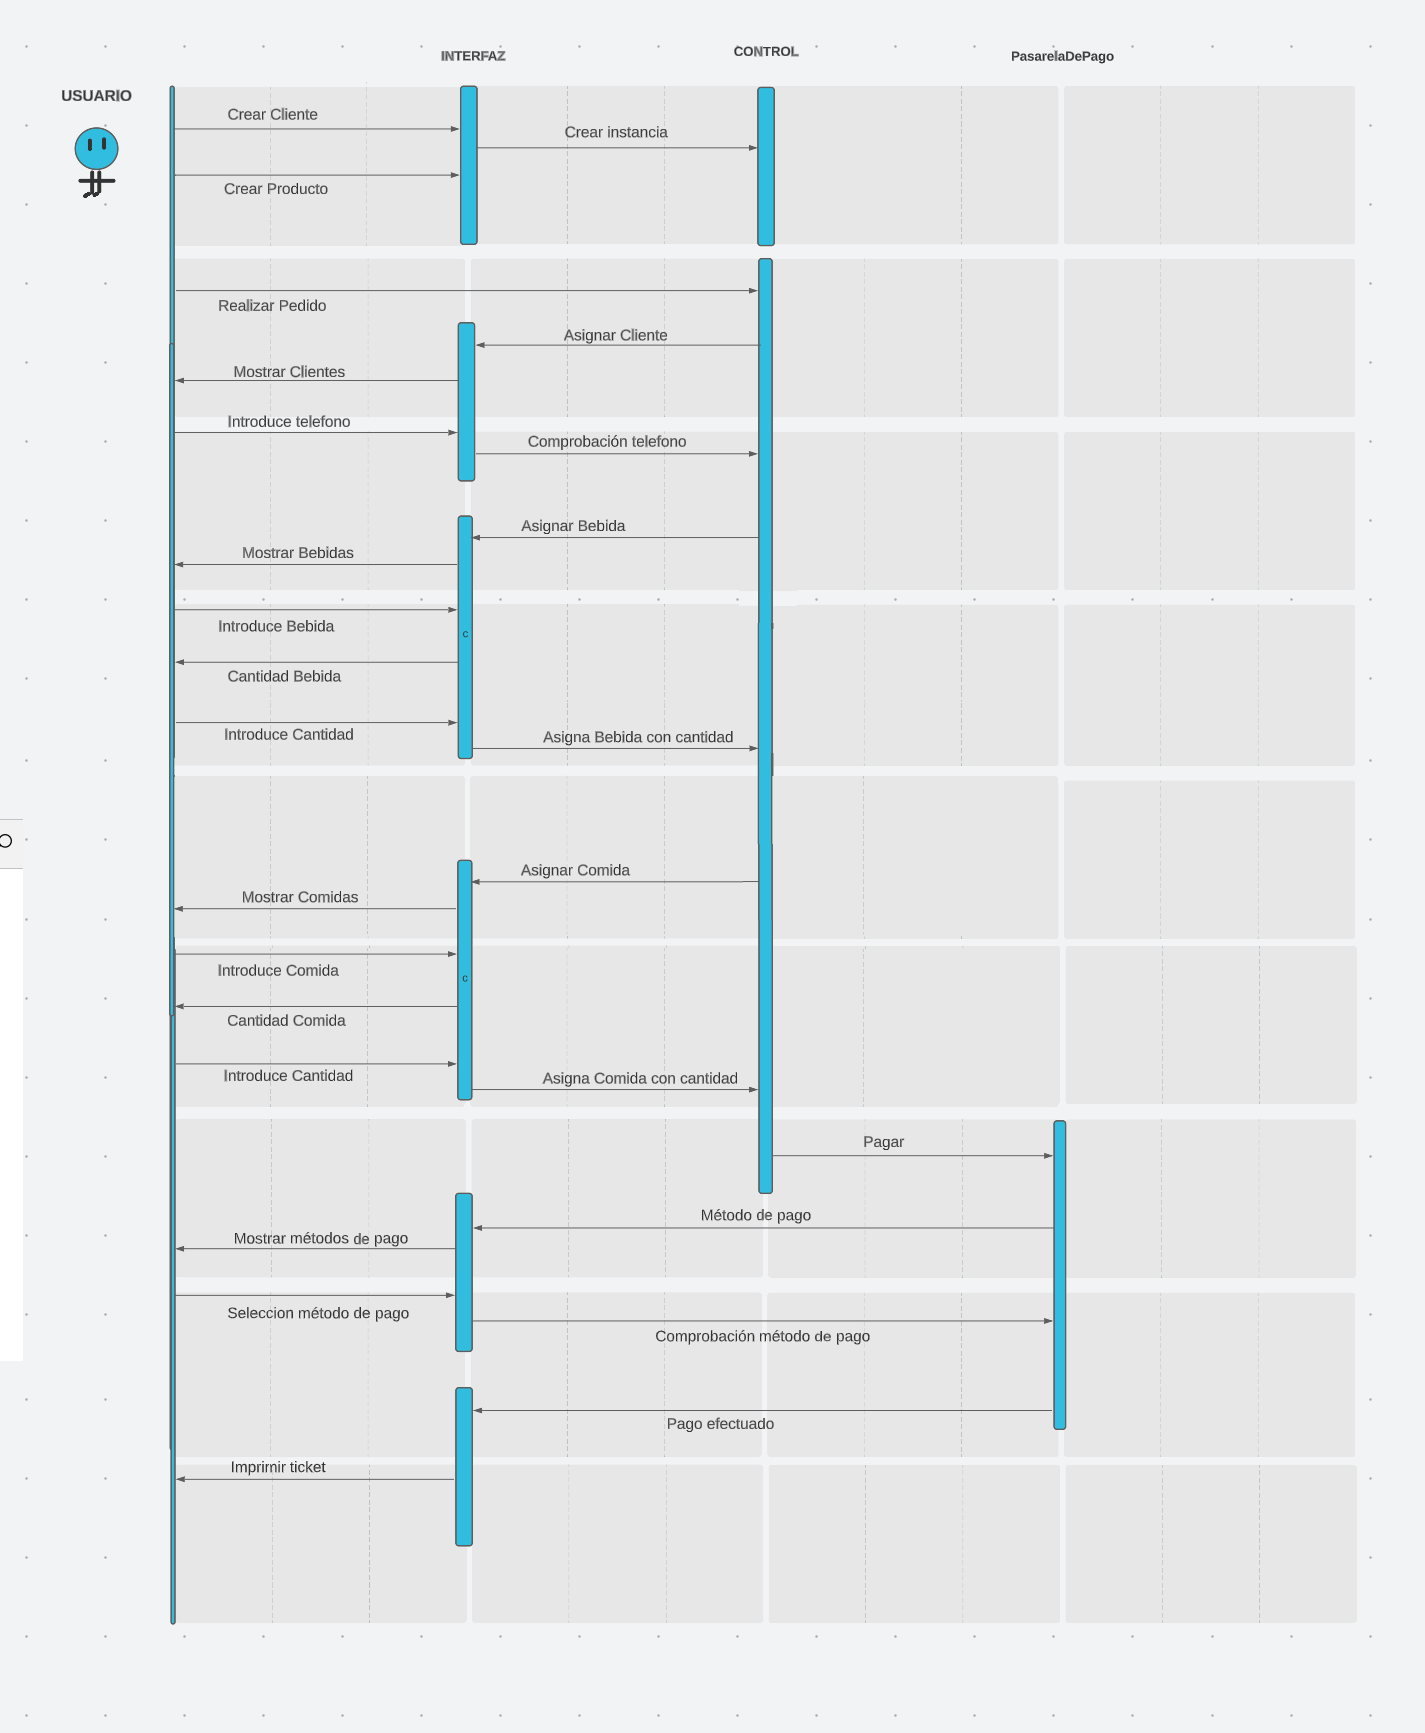 INTERFAZ
CONTROL
PasarelaDePago
USUARIO
Crear Cliente
Crear instancia
Crear Producto
Realizar Pedido
Asignar Cliente
Mostrar Clientes
Introduce telefono
Comprobación telefono
Asignar Bebida
Mostrar Bebidas
Introduce Bebida
c
Cantidad Bebida
Introduce Cantidad
Asigna Bebida con cantidad
Asignar Comida
Mostrar Comidas
Introduce Comida
c
Cantidad Comida
Introduce Cantidad
Asigna Comida con cantidad
Pagar
Método de pago
Mostrar métodos de pago
Seleccion método de pago
Comprobación método de pago
Pago efectuado
Imprimir ticket